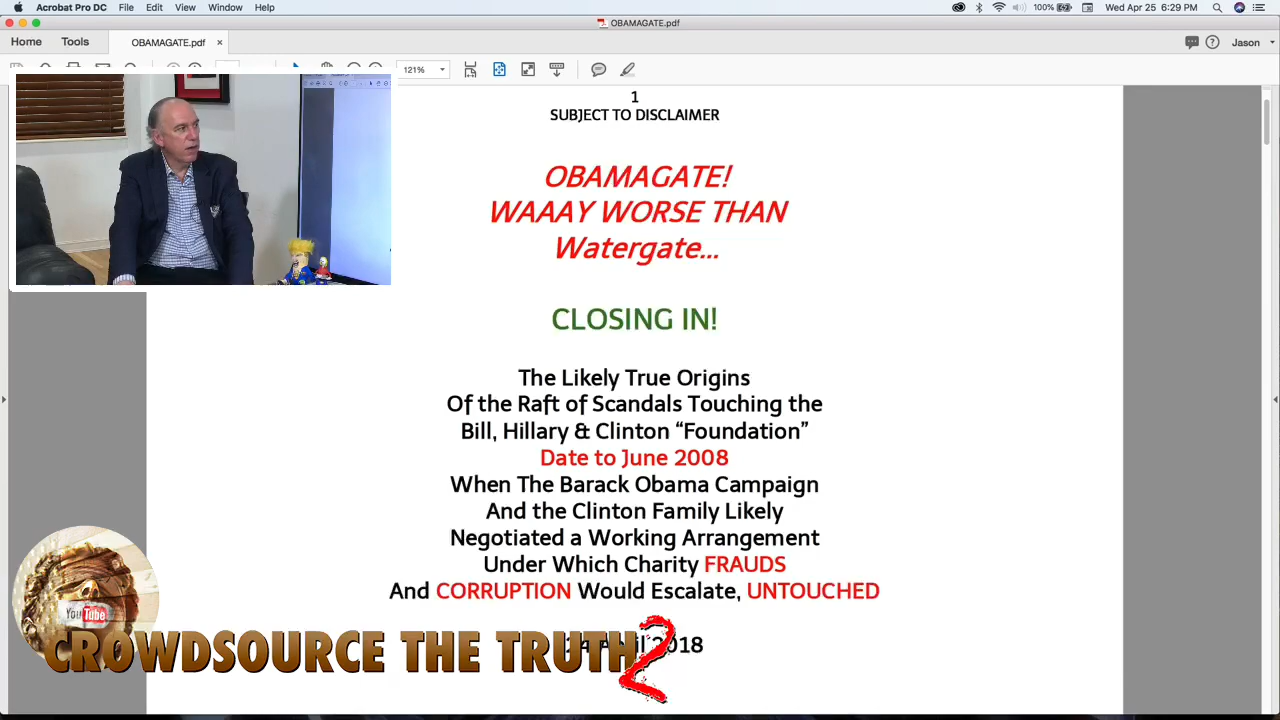 Acrobat Pro DC File Edit View Window Help 100% Wed Apr 25 6:29 PM
OBAMAGATE.pdf
Home Tools OBAMAGATE.pdf × Jason
121%
1
SUBJECT TO DISCLAIMER
OBAMAGATE!
WAAAY WORSE THAN
Watergate...
CLOSING IN!
The Likely True Origins
Of the Raft of Scandals Touching the
Bill, Hillary & Clinton “Foundation”
Date to June 2008
When The Barack Obama Campaign
And the Clinton Family Likely
Negotiated a Working Arrangement
Under Which Charity FRAUDS
And CORRUPTION Would Escalate, UNTOUCHED
2018
YouTube
CROWDSOURCE THE TRUTH 2